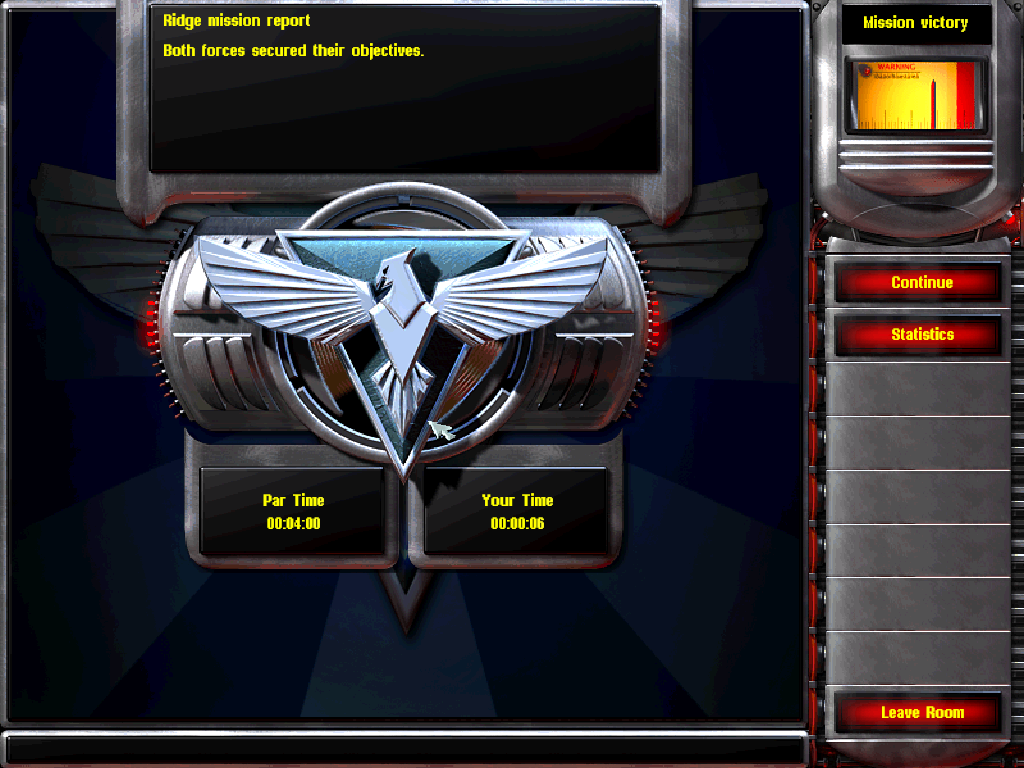 Ridge mission report
Both forces secured their objectives.
Mission victory
WARNING
Continue
Statistics
Par Time
00:04:00
Your Time
00:00:06
Leave Room